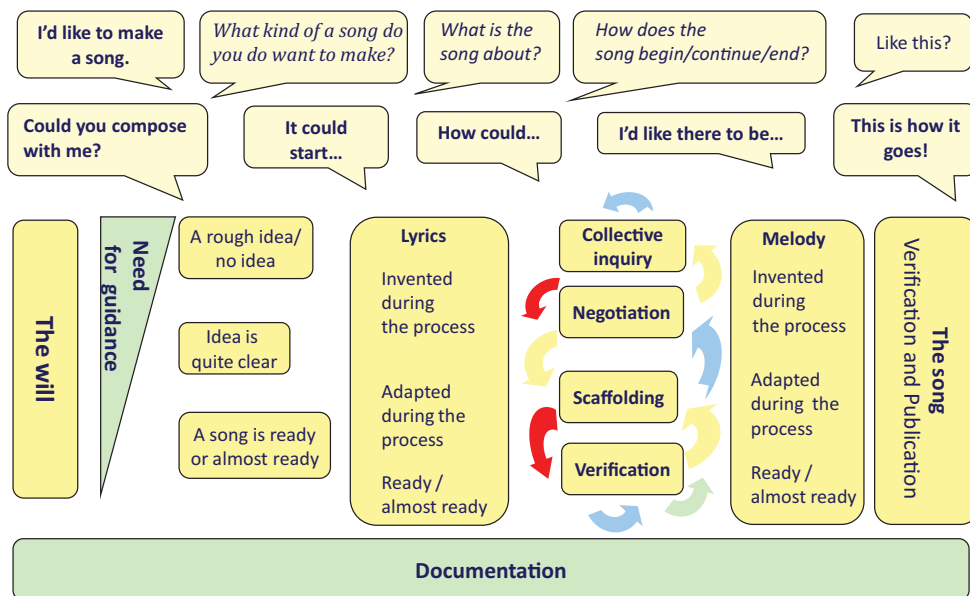 I'd like to make
a song.
What kind of a song do
you do want to make?
What is the
song about?
How does the
song begin/continue/end?
Like this?
Could you compose
with me?
It could
start…
How could…
I'd like there to be…
This is how it
goes!
The will
Need
for guidance
A rough idea/
no idea
Idea is
quite clear
A song is ready
or almost ready
Lyrics
Invented
during
the process
Adapted
during the
process
Ready /
almost ready
Collective
inquiry
Negotiation
Scaffolding
Verification
Melody
Invented
during
the process
Adapted
during the
process
Ready /
almost ready
The song
Verification and Publication
Documentation